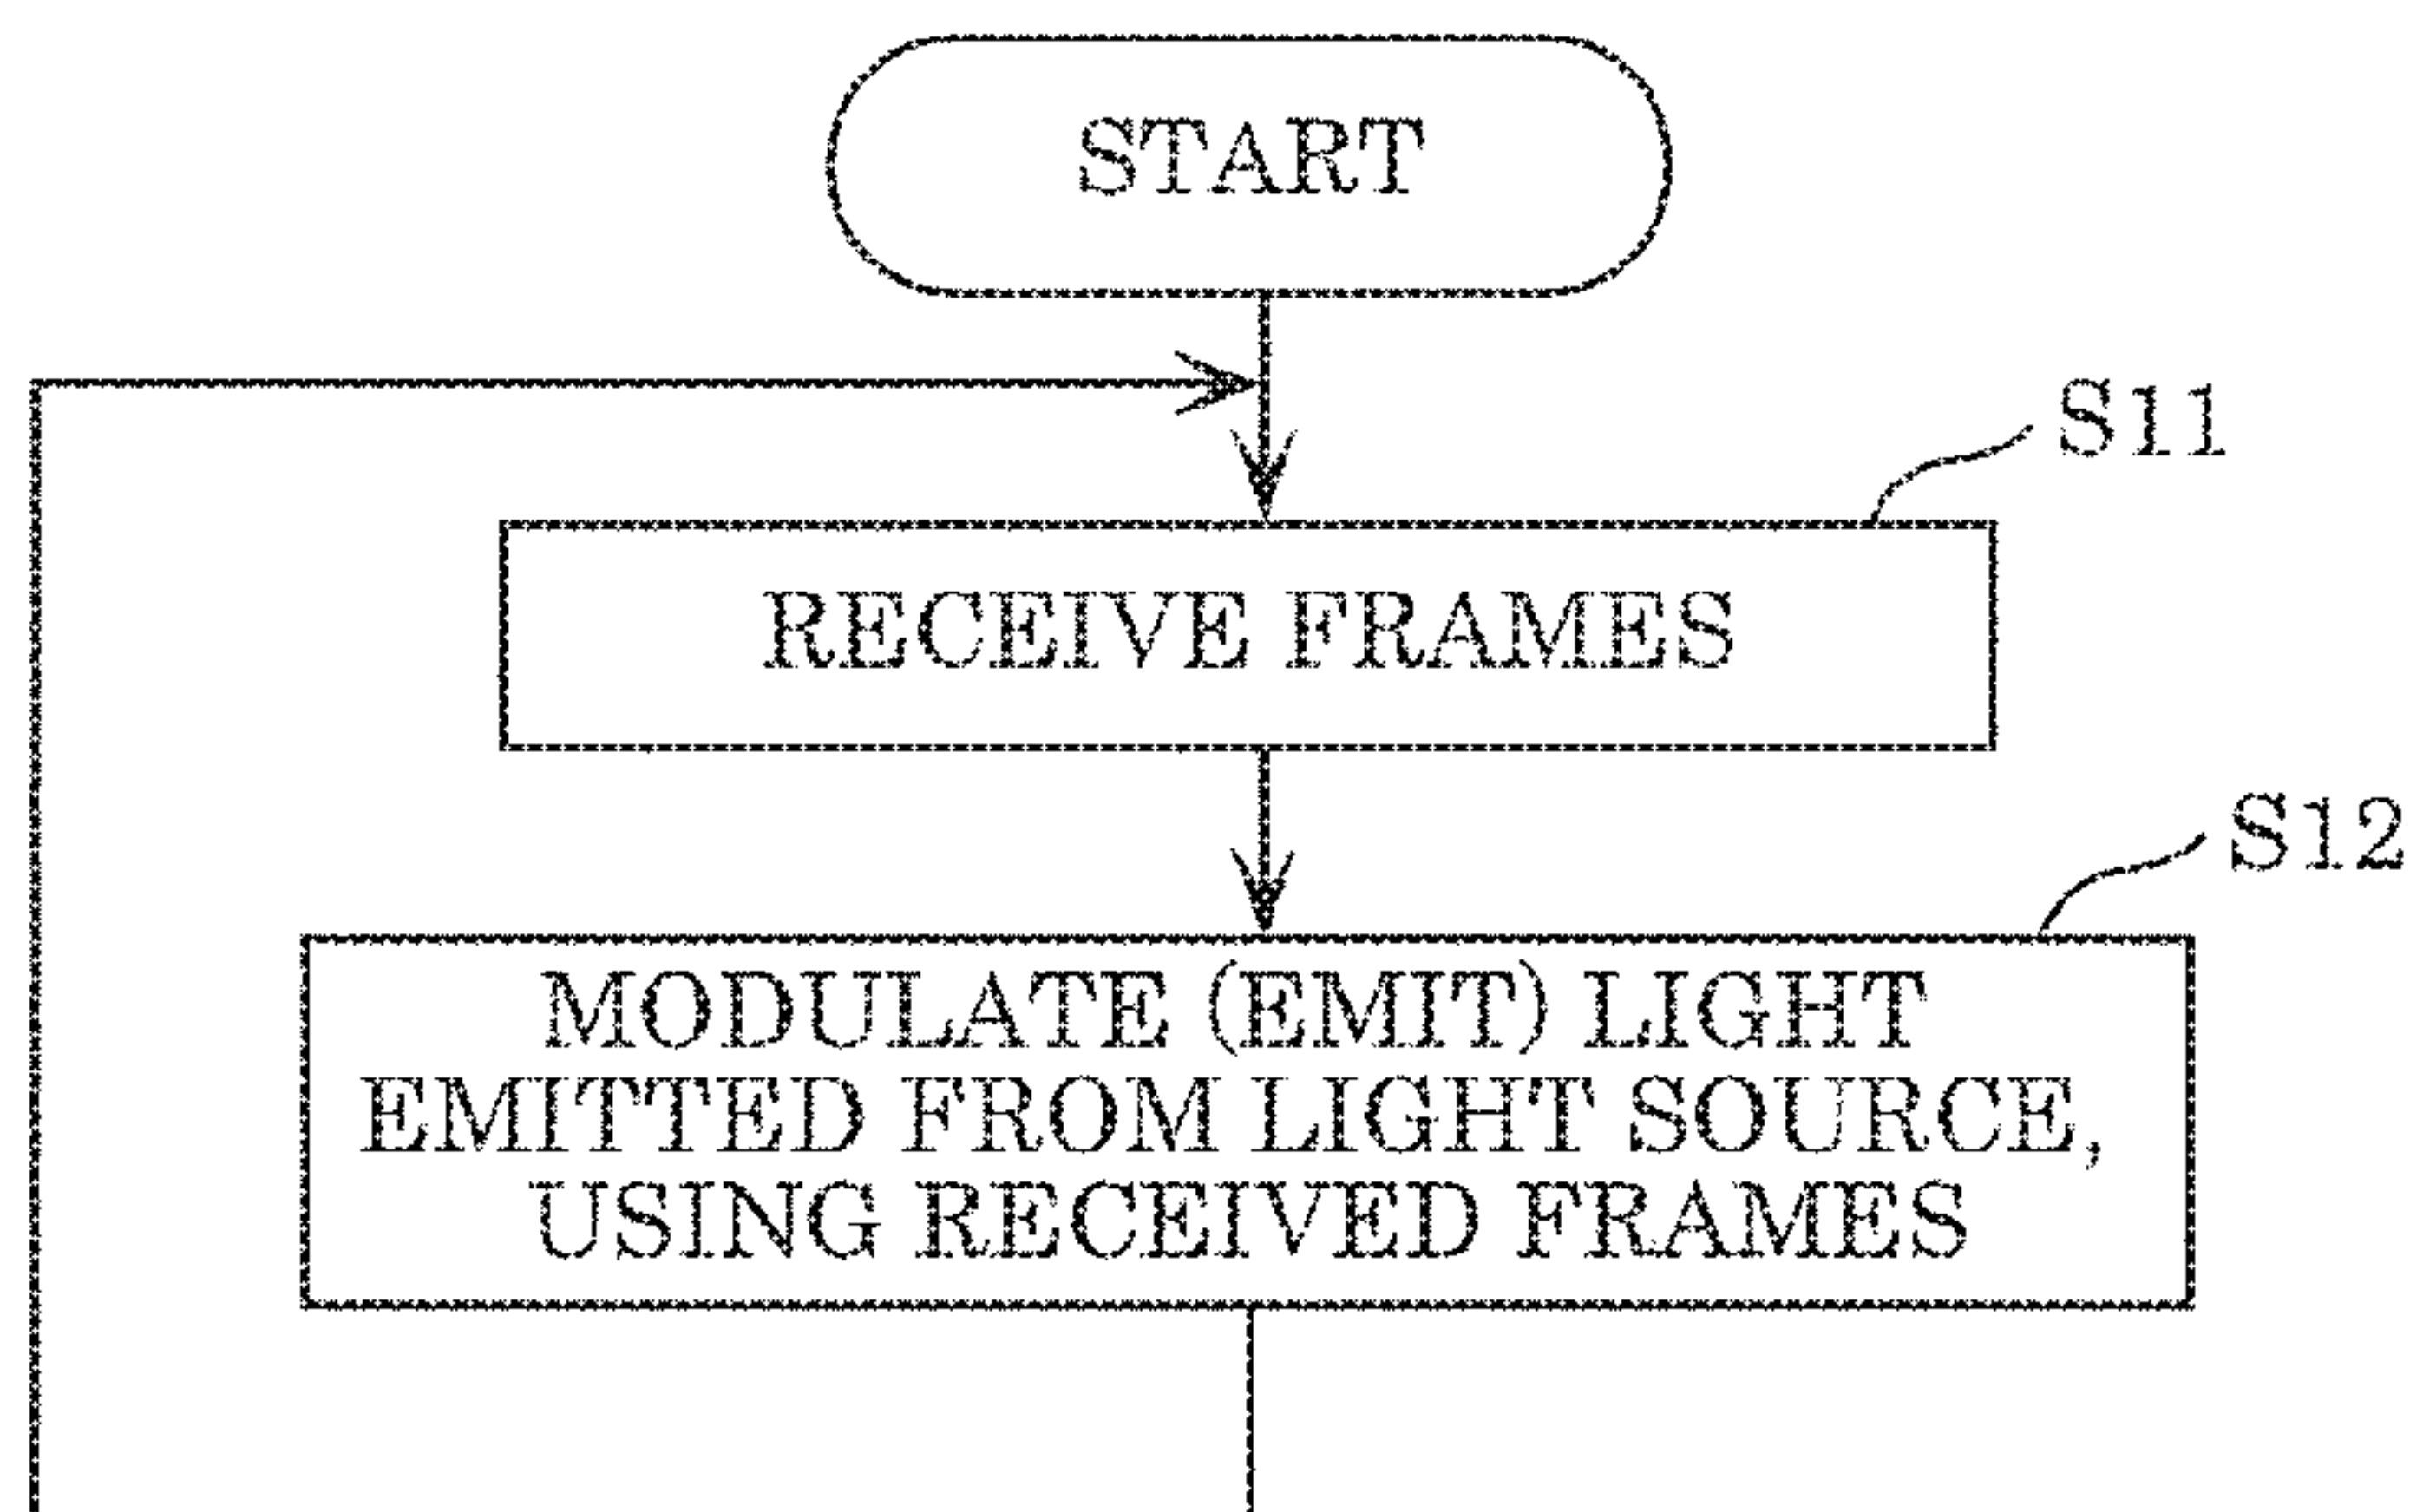 START
S11
RECEIVE FRAMES
S12
MODULATE (EMIT) LIGHT
EMITTED FROM LIGHT SOURCE,
USING RECEIVED FRAMES